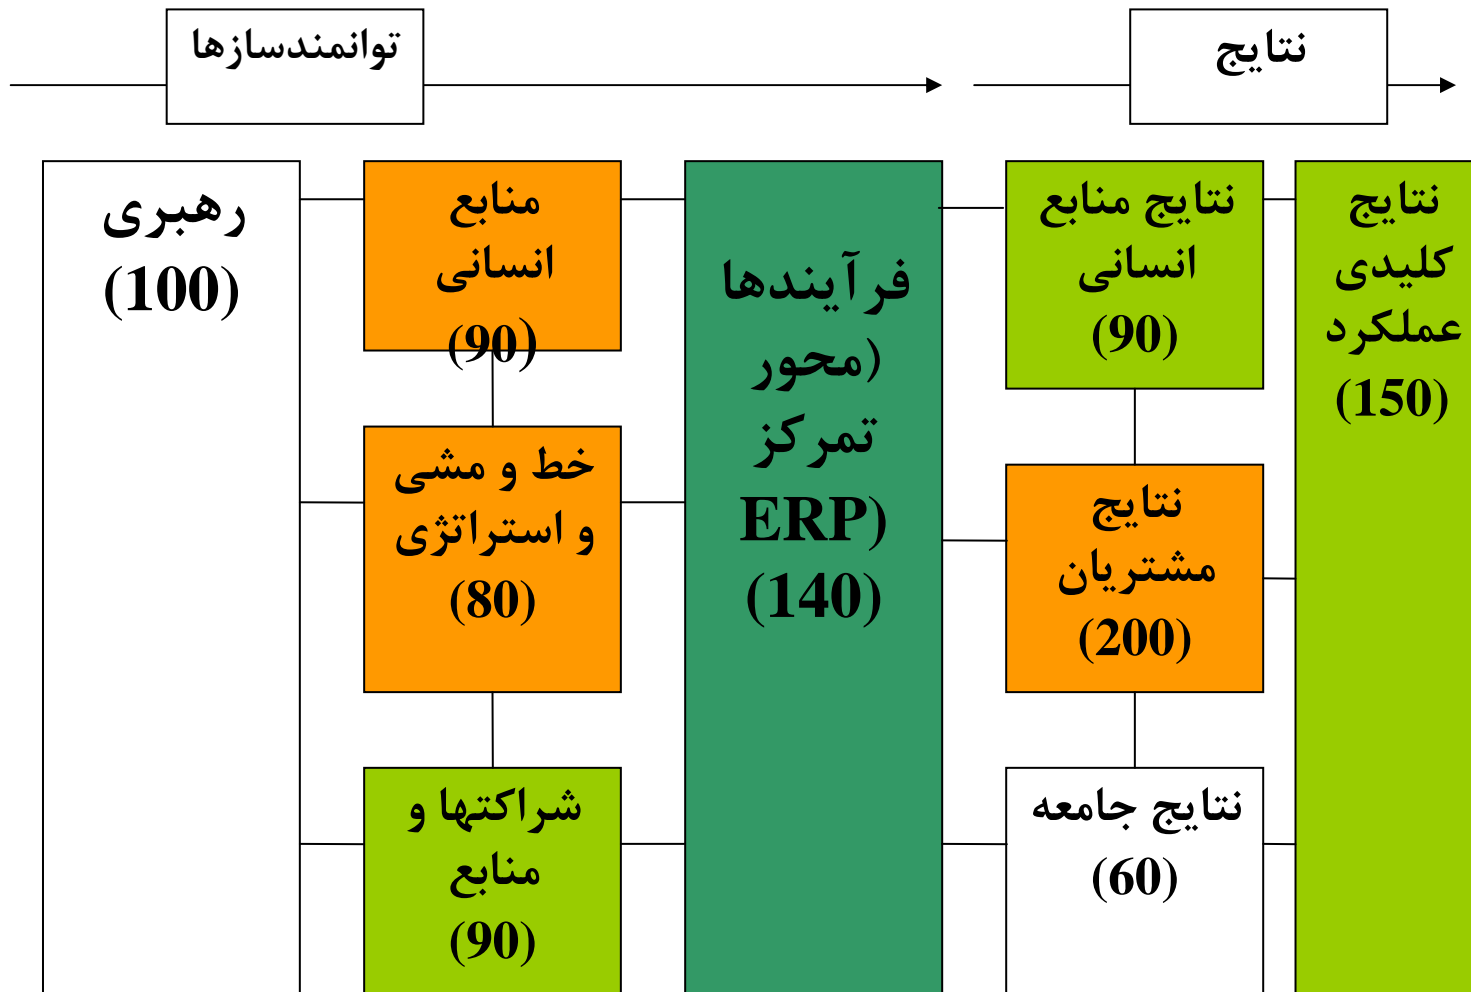 توانمندسازها
نتایج
رهبری
(100)
منابع
انسانی
(90)
خط و مشی
و استراتژی
(80)
شراکتها و
منابع
(90)
فرآیندها
(محور
تمرکز
ERP)
(140)
نتایج منابع
انسانی
(90)
نتایج
مشتریان
(200)
نتایج جامعه
(60)
نتایج
کلیدی
عملکرد
(150)